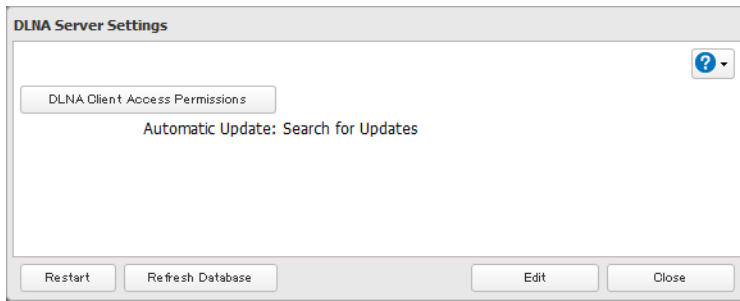 DLNA Server Settings
?
DLNA Client Access Permissions
Automatic Update: Search for Updates
Restart Refresh Database Edit Close